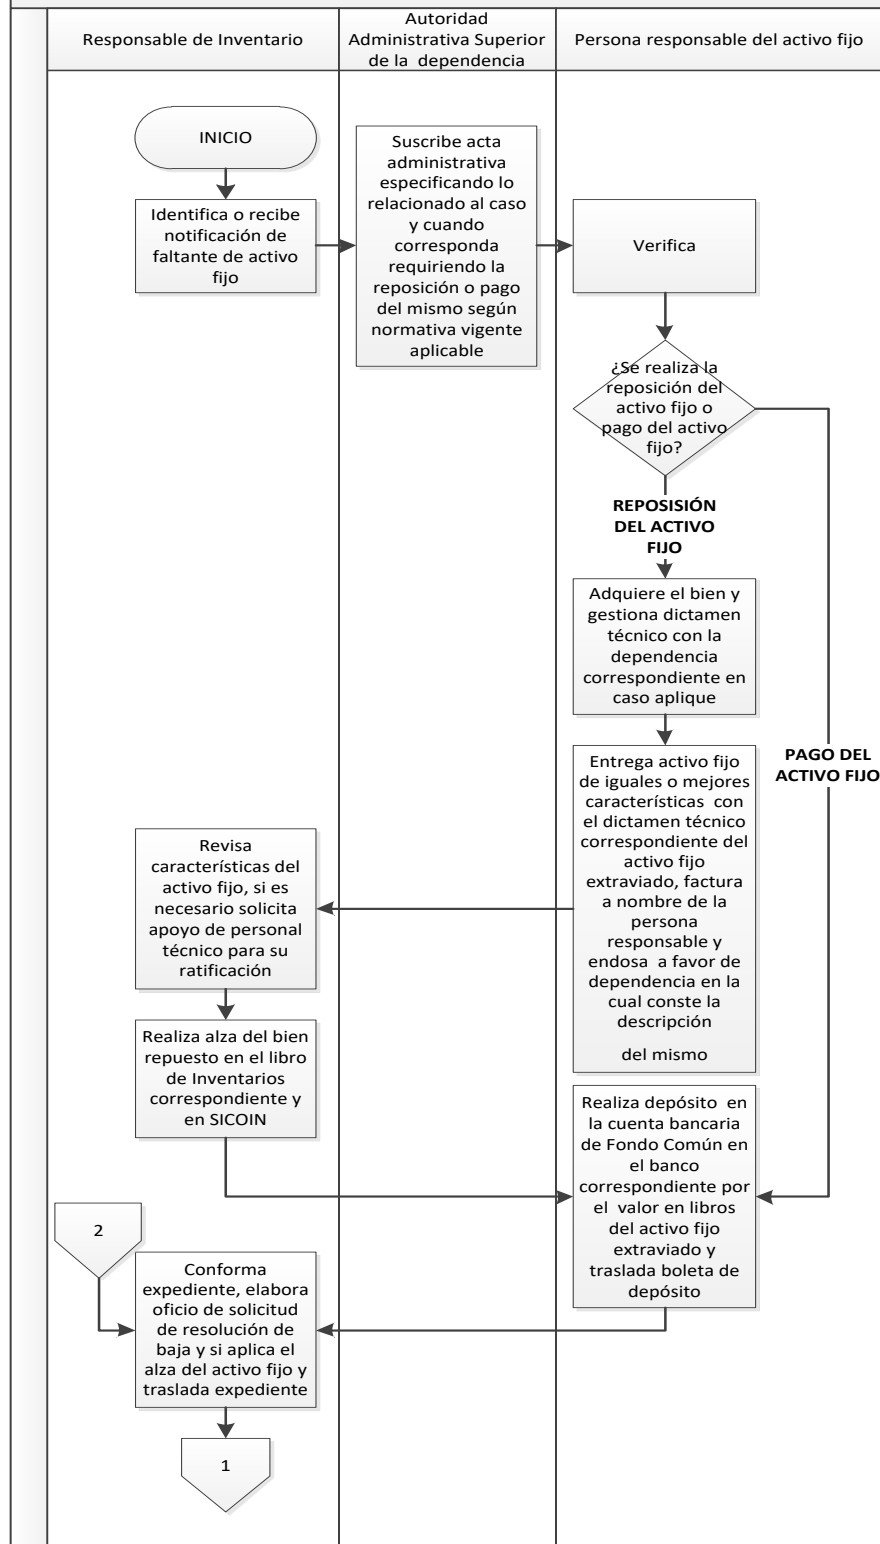 Responsable de Inventario
Autoridad
Administrativa Superior
de la dependencia
Persona responsable del activo fijo
INICIO
Identifica o recibe
notificación de
faltante de activo
fijo
Suscribe acta
administrativa
especificando lo
relacionado al caso
y cuando
corresponda
requiriendo la
reposición o pago
del mismo según
normativa vigente
aplicable
Verifica
¿Se realiza la
reposición del
activo fijo o
pago del activo
fijo?
REPOSISIÓN
DEL ACTIVO
FIJO
Adquiere el bien y
gestiona dictamen
técnico con la
dependencia
correspondiente en
caso aplique
PAGO DEL
ACTIVO FIJO
Entrega activo fijo
de iguales o mejores
características con
el dictamen técnico
correspondiente del
activo fijo
extraviado, factura
a nombre de la
persona
responsable y
endosa a favor de
dependencia en la
cual conste la
descripción
del mismo
Revisa
características del
activo fijo, si es
necesario solicita
apoyo de personal
técnico para su
ratificación
Realiza alza del bien
repuesto en el libro
de Inventarios
correspondiente y
en SICOIN
Realiza depósito en
la cuenta bancaria
de Fondo Común en
el banco
correspondiente por
el valor en libros
del activo fijo
extraviado y
traslada boleta de
depósito
2
Conforma
expediente, elabora
oficio de solicitud
de resolución de
baja y si aplica el
alza del activo fijo y
traslada expediente
1